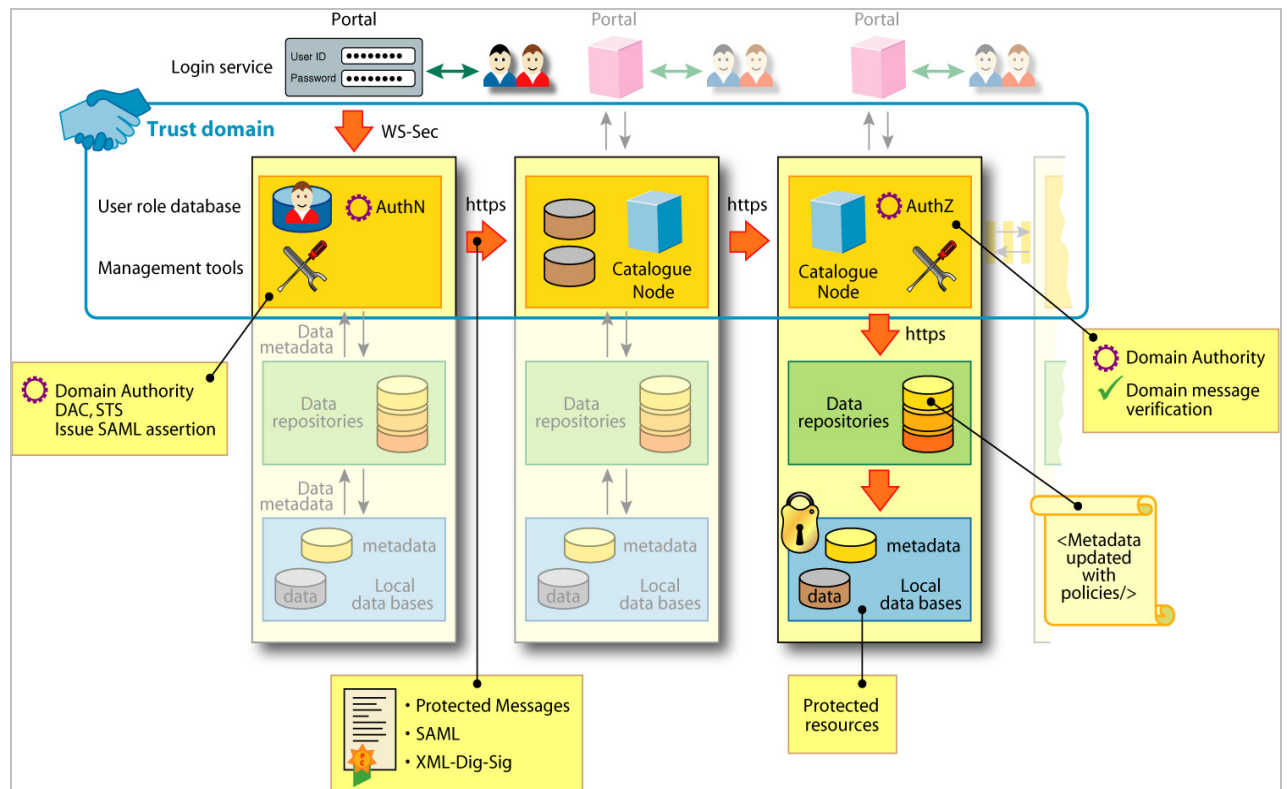 Portal
Portal
Portal
Login service
User ID
Password
Trust domain
WS-Sec
User role database
AuthN
https
https
AuthZ
Management tools
Catalogue
Node
Catalogue
Node
Data
metadata
https
Domain Authority
DAC, STS
Issue SAML assertion
Data
repositories
Data
repositories
Data
repositories
Domain Authority
Domain message
verification
Data
metadata
metadata
data
Local
data bases
metadata
data
Local
data bases
metadata
data
Local
data bases
<Metadata
updated
with
policies/>
• Protected Messages
• SAML
• XML-Dig-Sig
P
C
Protected
resources